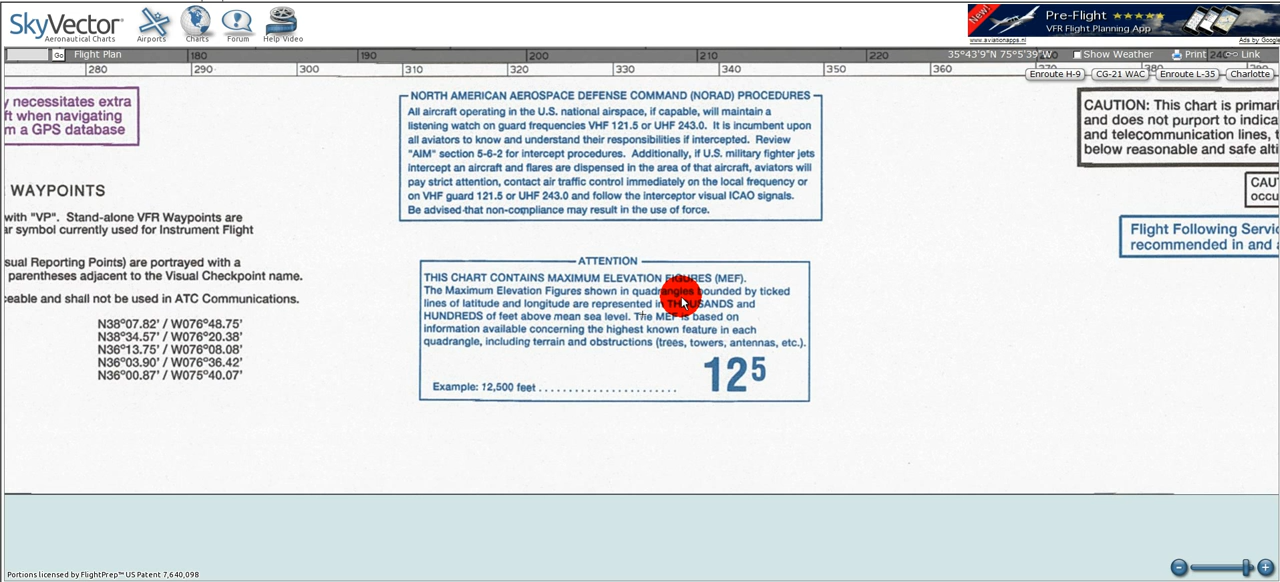 SkyVector
Aeronautical Charts
Airports
Charts
Forum
Help Video
New!
Pre-Flight
VFR Flight Planning App
www.aviationapps.nl
Ads by Google
Go
Flight Plan
180
190
200
210
220
35°43'9"N 75°5'39"W
Show Weather
Print
Link
280
290
300
310
320
330
340
350
360
Enroute H-9
CG-21 WAC
Enroute L-35
Charlotte
y necessitates extra
ft when navigating
m a GPS database
WAYPOINTS
with "VP". Stand-alone VFR Waypoints are
ar symbol currently used for Instrument Flight
sual Reporting Points) are portrayed with a
parentheses adjacent to the Visual Checkpoint name.
ceable and shall not be used in ATC Communications.
N38°07.82' / W076°48.75'
N38°34.57' / W076°20.38'
N36°13.75' / W076°08.08'
N36°03.90' / W076°36.42'
N36°00.87' / W075°40.07'
NORTH AMERICAN AEROSPACE DEFENSE COMMAND (NORAD) PROCEDURES
All aircraft operating in the U.S. national airspace, if capable, will maintain a
listening watch on guard frequencies VHF 121.5 or UHF 243.0. It is incumbent upon
all aviators to know and understand their responsibilities if intercepted. Review
"AIM" section 5-6-2 for intercept procedures. Additionally, if U.S. military fighter jets
intercept an aircraft and flares are dispensed in the area of that aircraft, aviators will
pay strict attention, contact air traffic control immediately on the local frequency or
on VHF guard 121.5 or UHF 243.0 and follow the interceptor visual ICAO signals.
Be advised that non-compliance may result in the use of force.
ATTENTION
THIS CHART CONTAINS MAXIMUM ELEVATION FIGURES (MEF).
The Maximum Elevation Figures shown in quadrangles bounded by ticked
lines of latitude and longitude are represented in THOUSANDS and
HUNDREDS of feet above mean sea level. The MEF is based on
information available concerning the highest known feature in each
quadrangle, including terrain and obstructions (trees, towers, antennas, etc.).
Example: 12,500 feet ........................ 12 5
CAUTION: This chart is primar
and does not purport to indica
and telecommunication lines, t
below reasonable and safe alti
CAU
occu
Flight Following Servic
recommended in and a
Portions licensed by FlightPrep™ US Patent 7,640,098